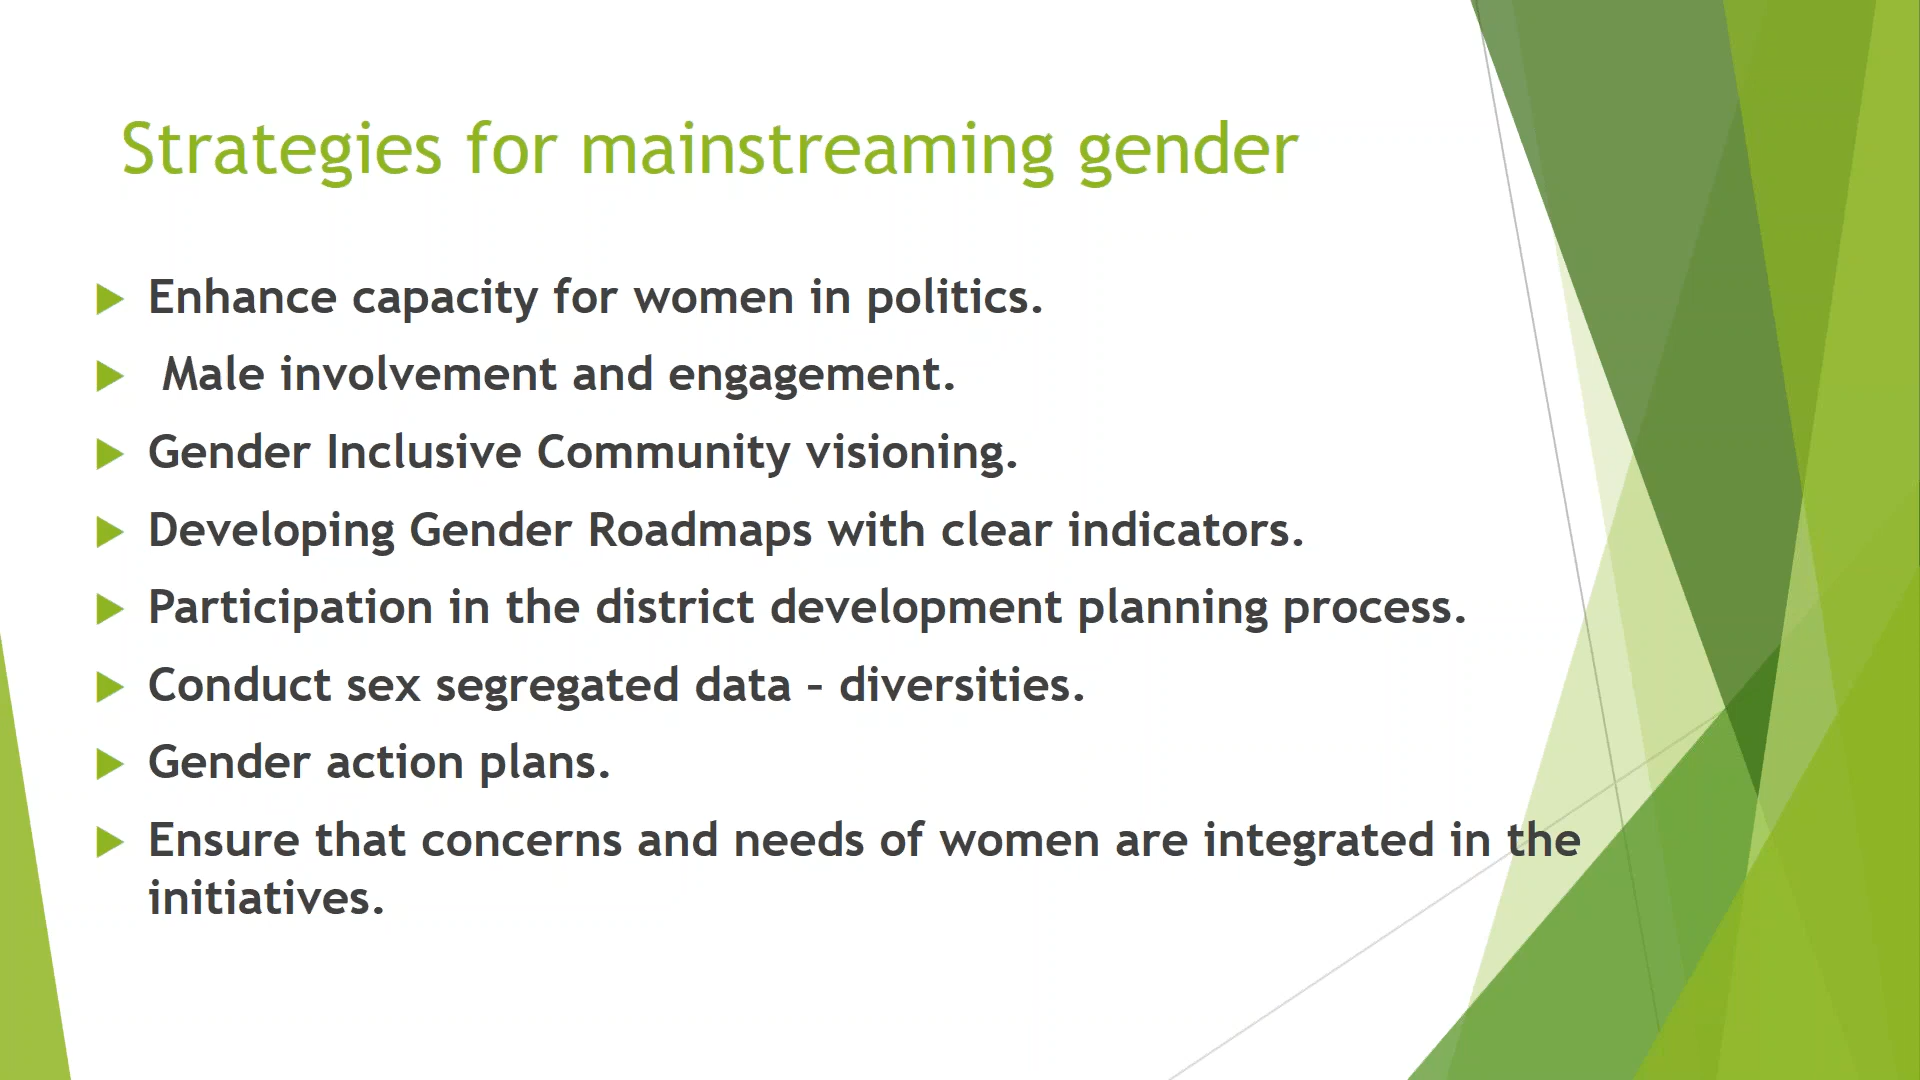 Strategies for mainstreaming gender
Enhance capacity for women in politics.
Male involvement and engagement.
Gender Inclusive Community visioning.
Developing Gender Roadmaps with clear indicators.
Participation in the district development planning process.
Conduct sex segregated data – diversities.
Gender action plans.
Ensure that concerns and needs of women are integrated in the
initiatives.